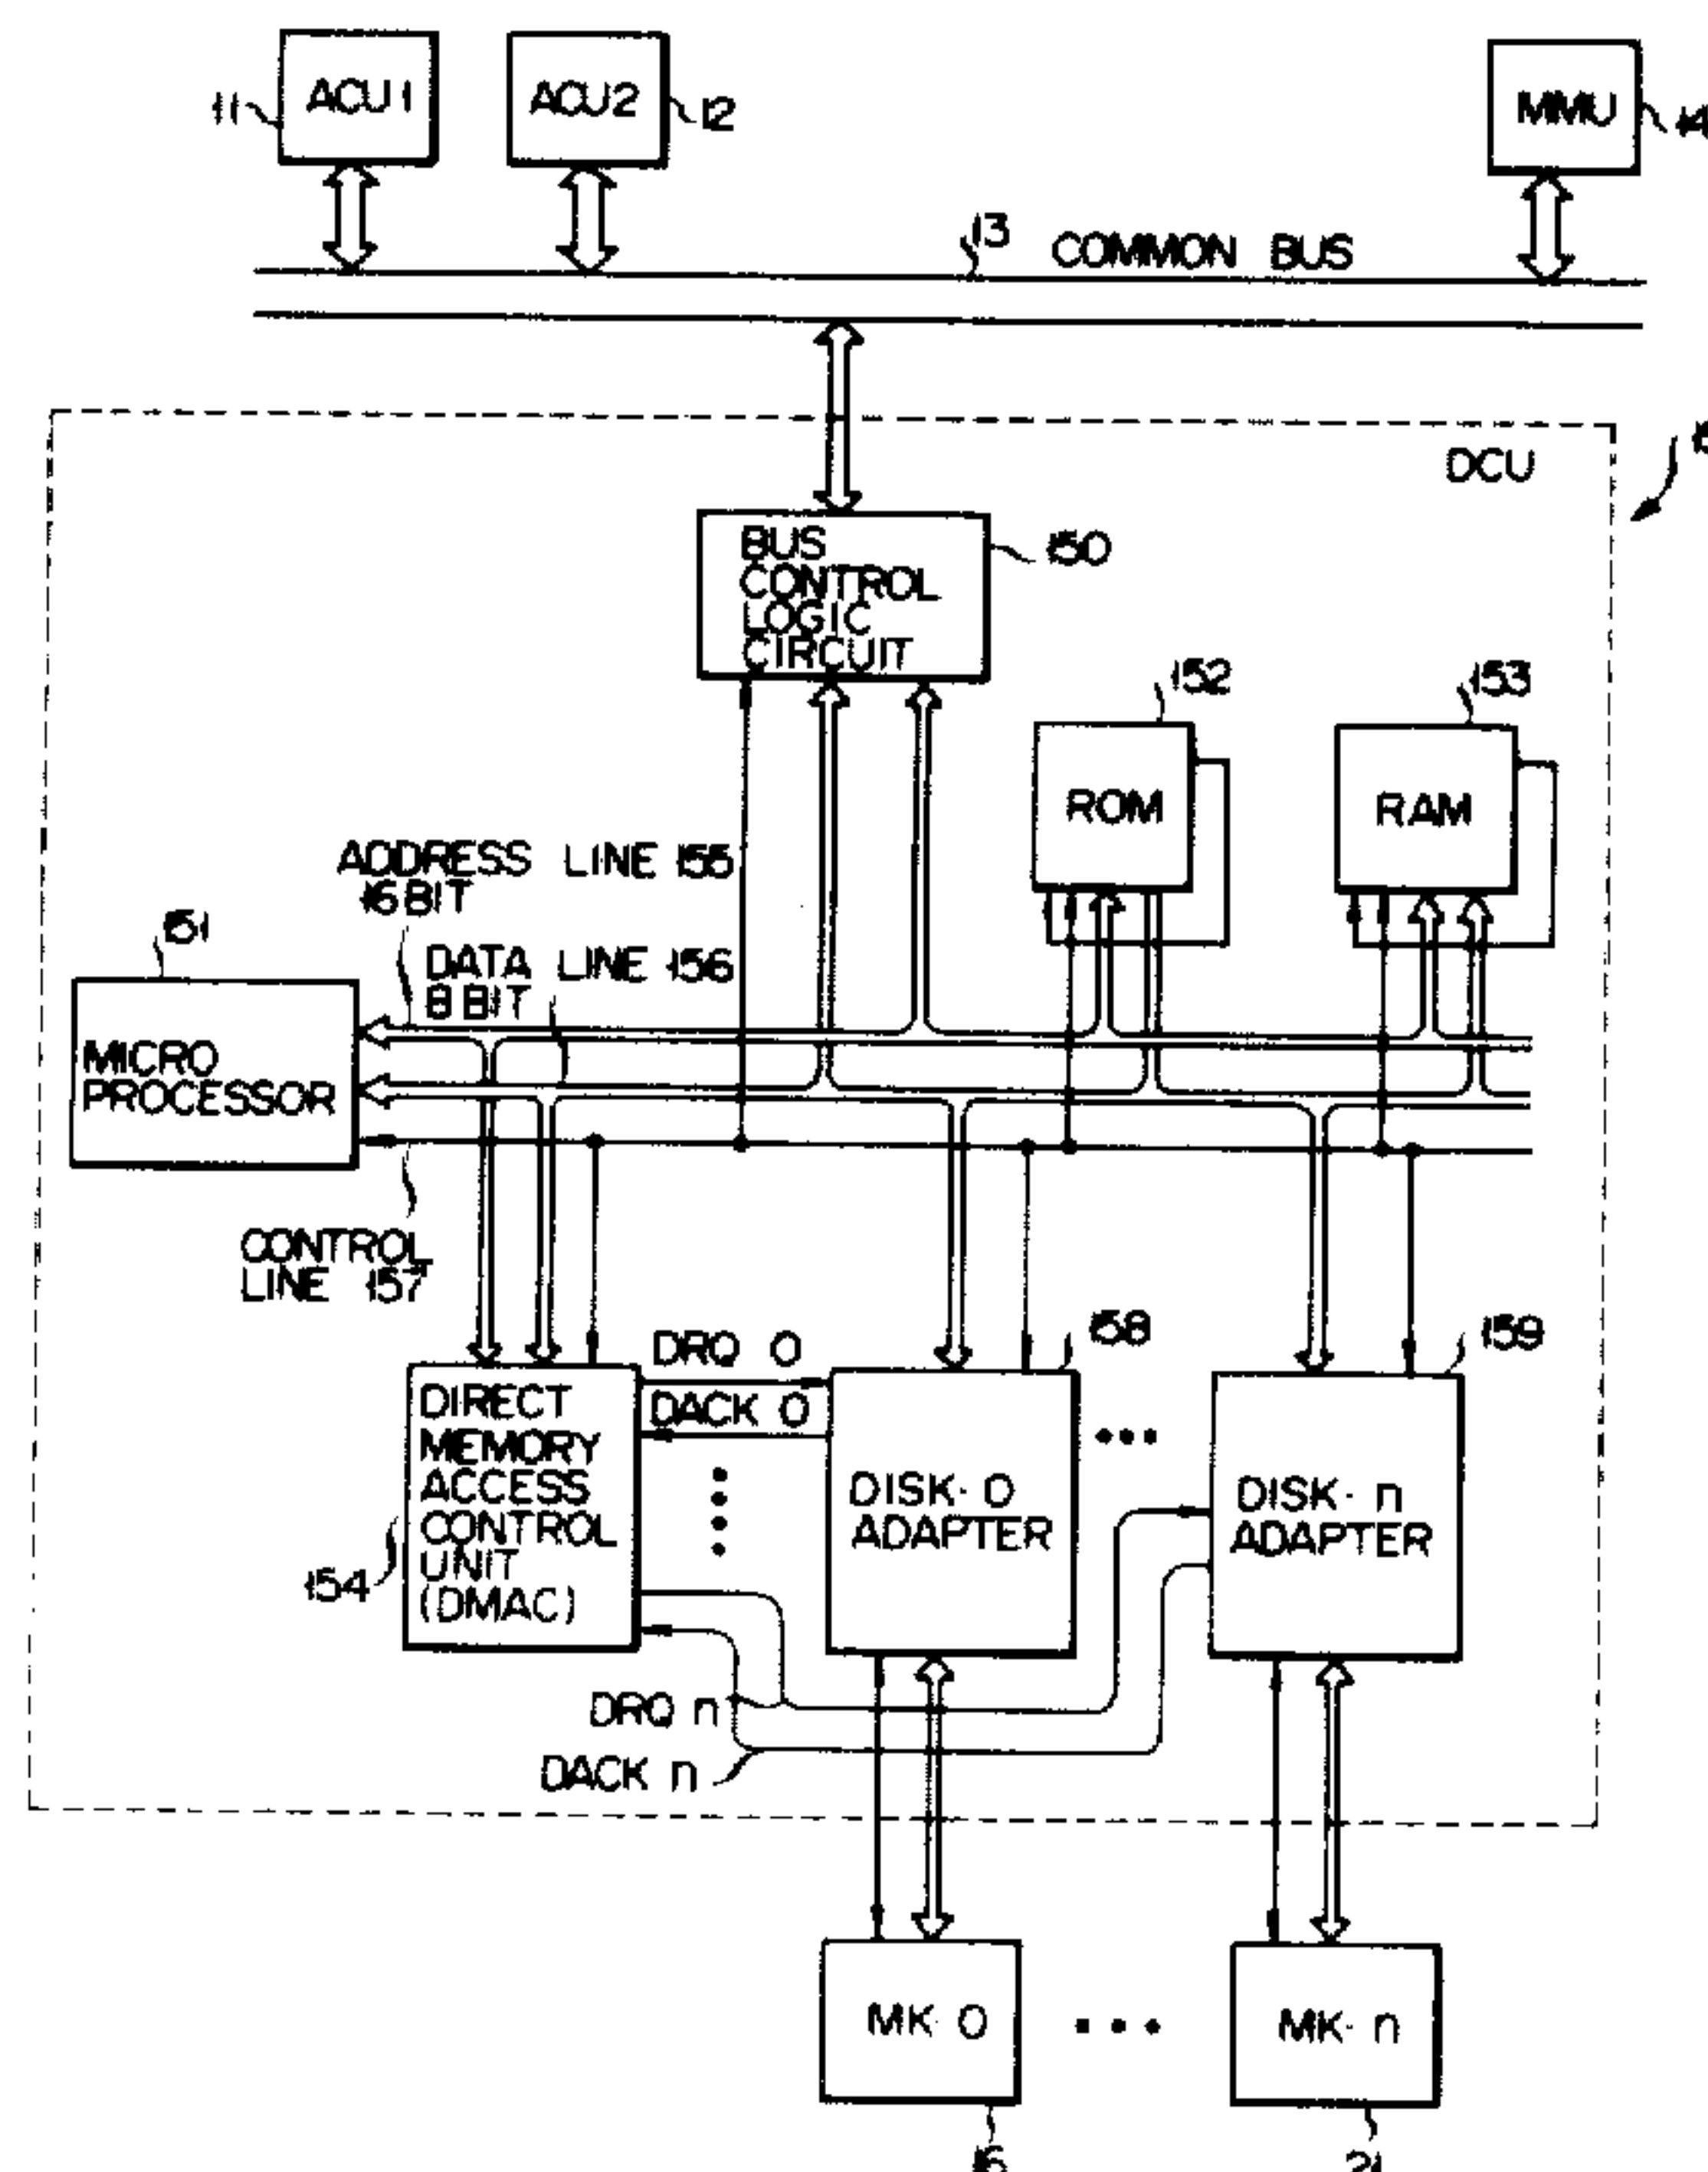 11
ACU1
ACU2
12
MMU
14
13
COMMON BUS
DCU
BUS
CONTROL
LOGIC
CIRCUIT
150
152
153
ROM
RAM
ADDRESS LINE 155
16 BIT
151
DATA LINE 156
8 BIT
MICRO
PROCESSOR
CONTROL
LINE 157
DRQ 0
158
159
DIRECT
MEMORY
ACCESS
CONTROL
UNIT
(DMAC)
DACK 0
154
DISK-0
ADAPTER
DISK-n
ADAPTER
DRQ n
DACK n
MK 0
MK-n
16
21